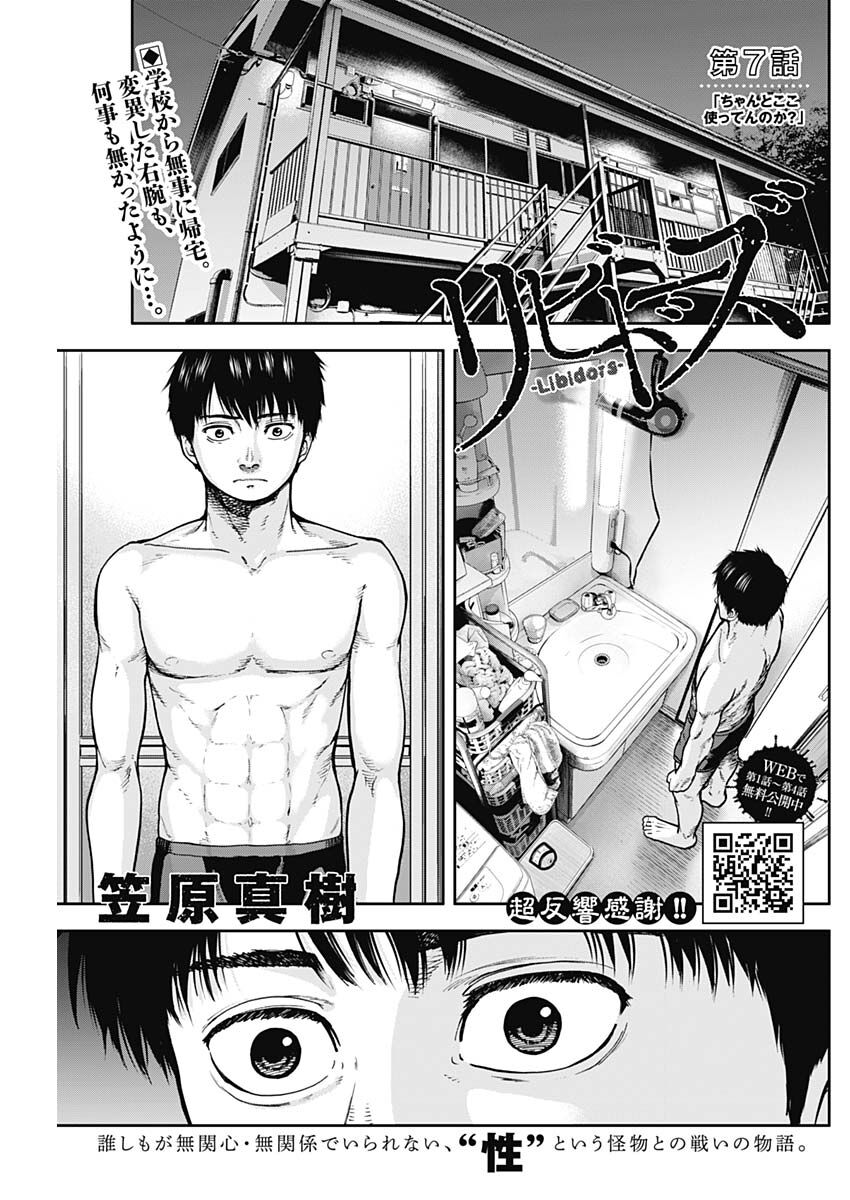 第7話
「ちゃんとここ
使ってんのか?」
◆学校から無事に帰宅。
変異した右腕も、
何事も無かったように…。
リビドーズ
-Libidors-
WEBで
第1話~第4話
無料公開中
!!
笠原真樹
超反響感謝!!
誰しもが無関心・無関係でいられない、“性”という怪物との戦いの物語。